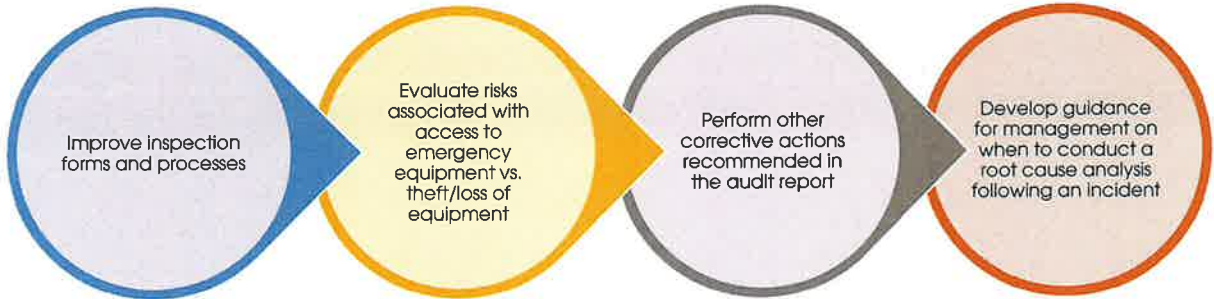 Improve inspection
forms and processes
Evaluate risks
associated with
access to
emergency
equipment vs.
theft/loss of
equipment
Perform other
corrective actions
recommended in
the audit report
Develop guidance
for management on
when to conduct a
root cause analysis
following an incident